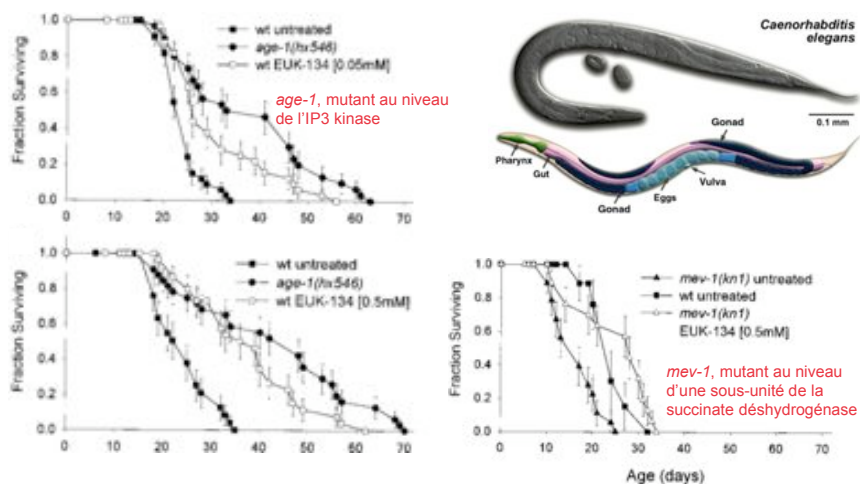 Fraction Surviving
1.0
0.8
0.6
0.4
0.2
0.0
0 10 20 30 40 50 60 70
wt untreated
age-1(hx546)
wt EUK-134 [0.05mM]
age-1, mutant au niveau
de l'IP3 kinase
Caenorhabditis
elegans
0.1 mm
Pharynx
Gut
Gonad
Eggs
Vulva
Gonad
Fraction Surviving
1.0
0.8
0.6
0.4
0.2
0.0
0 10 20 30 40 50 60 70
wt untreated
age-1(hx546)
wt EUK-134 [0.5mM]
Fraction Surviving
1.0
0.8
0.6
0.4
0.2
0.0
0 10 20 30 40 50 60 70
Age (days)
mev-1(kn1) untreated
wt untreated
mev-1(kn1)
EUK-134 [0.5mM]
mev-1, mutant au niveau
d'une sous-unité de la
succinate déshydrogénase